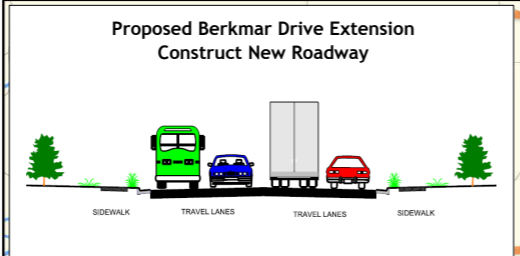 Proposed Berkmar Drive Extension
Construct New Roadway
SIDEWALK TRAVEL LANES TRAVEL LANES SIDEWALK